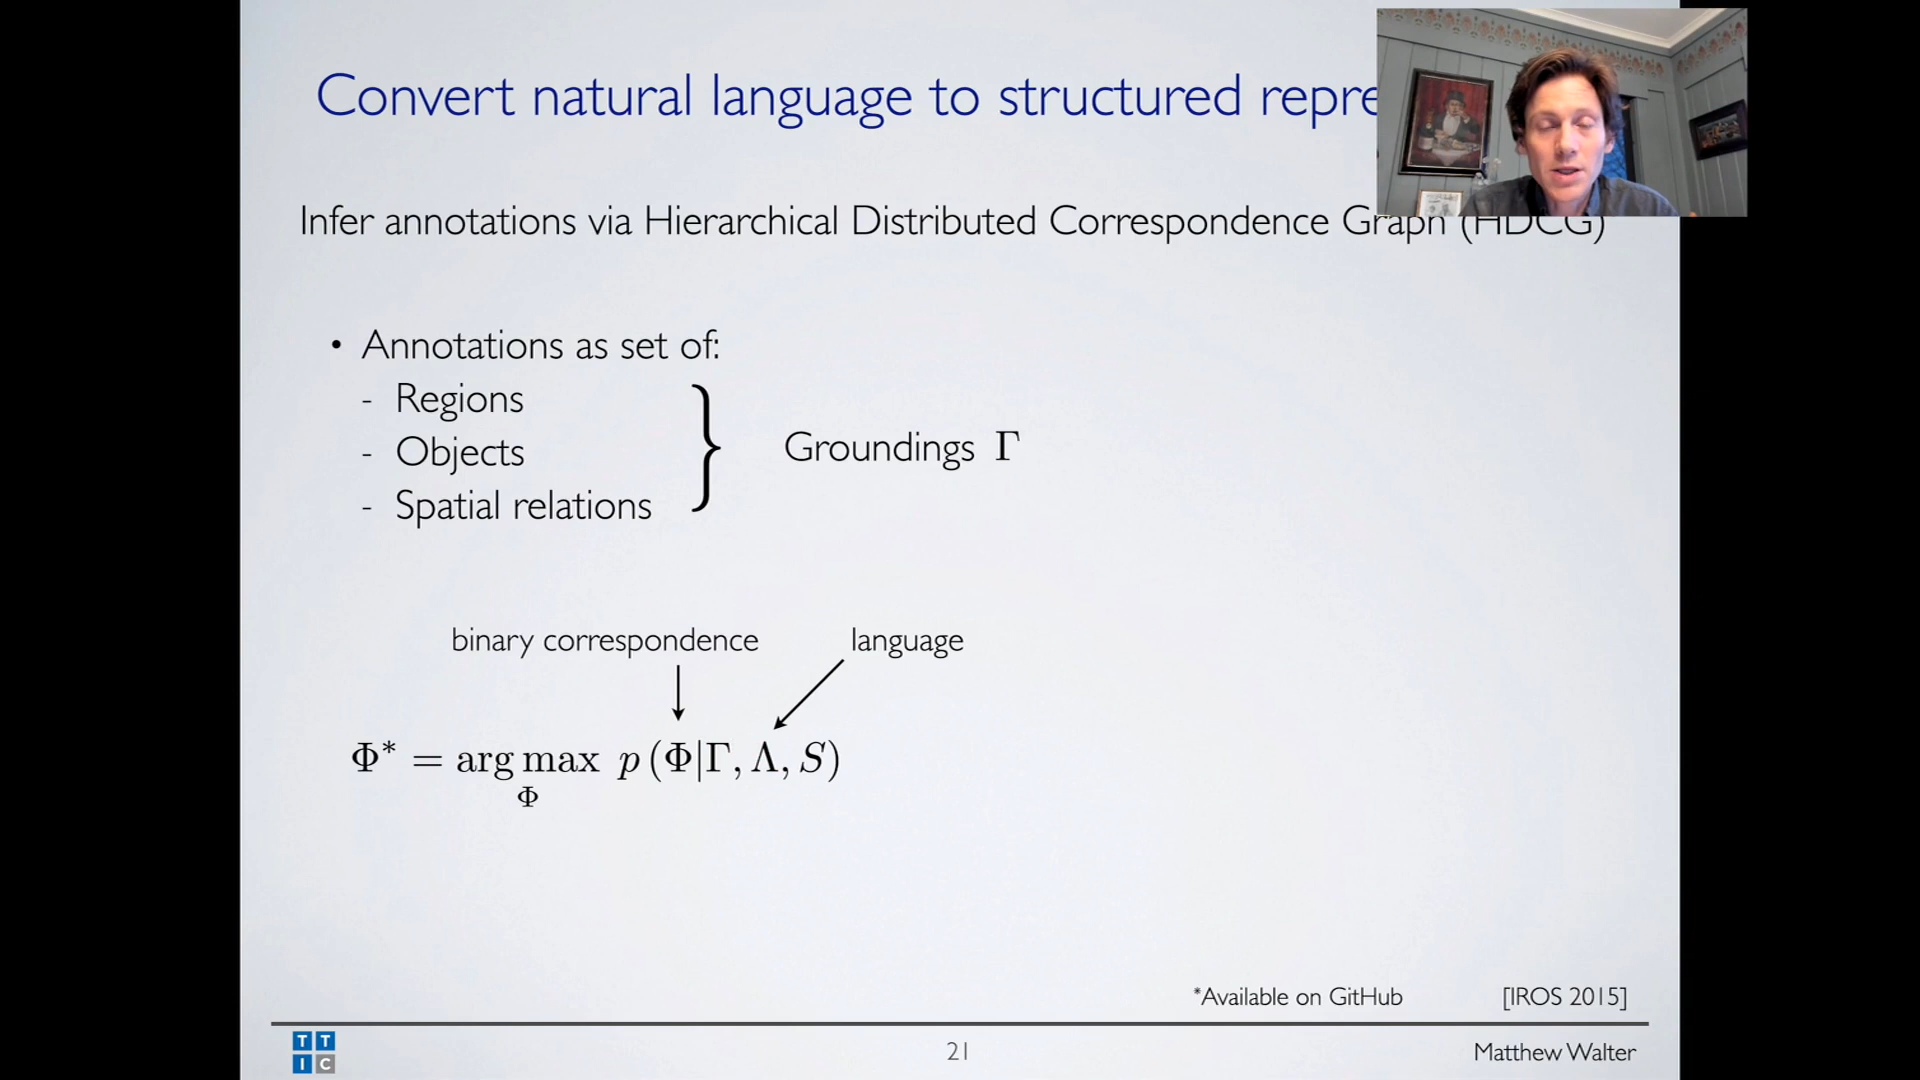 Convert natural language to structured repre
Infer annotations via Hierarchical Distributed Correspondence Graph (HDCG)
• Annotations as set of:
- Regions
- Objects
- Spatial relations
Groundings Γ
binary correspondence
language
Φ* = arg max p (Φ|Γ, Λ, S)
Φ
*Available on GitHub
[IROS 2015]
TTIC
21
Matthew Walter